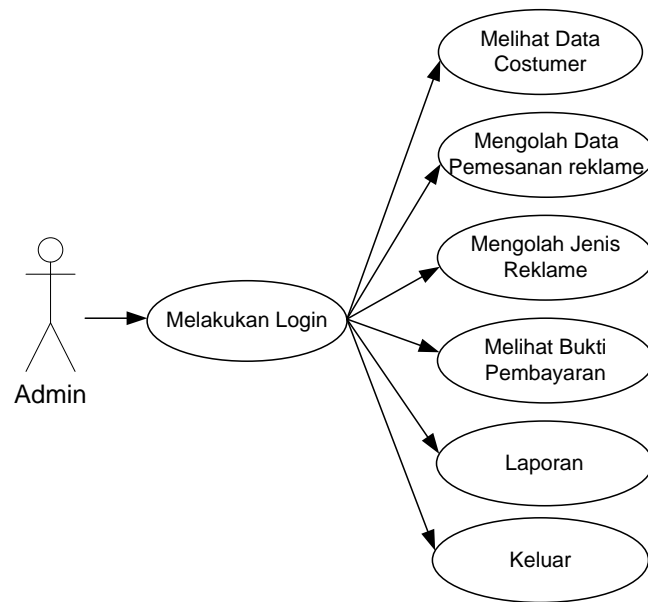 Melihat Data
Costumer
Mengolah Data
Pemesanan reklame
Mengolah Jenis
Reklame
Melakukan Login
Melihat Bukti
Pembayaran
Admin
Laporan
Keluar